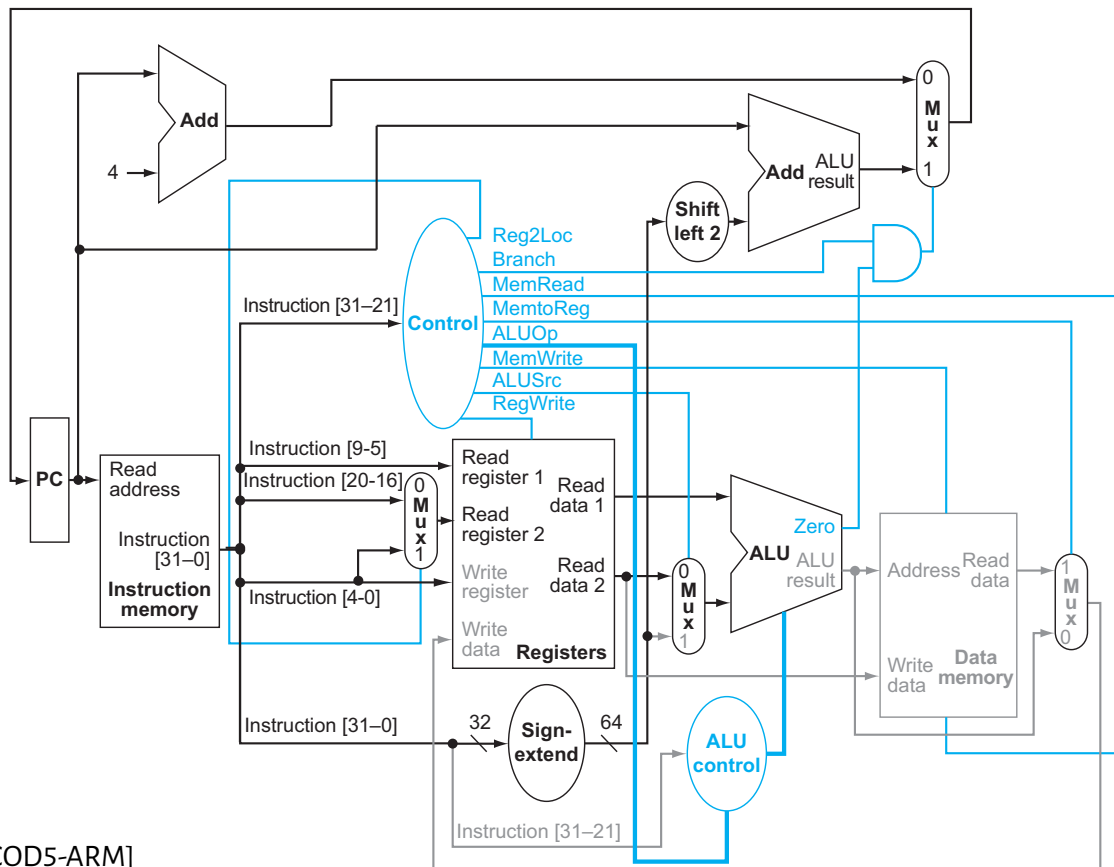 0
M
u
x
1
Add
4
Add
ALU
result
Shift
left 2
Reg2Loc
Branch
MemRead
MemtoReg
ALUOp
MemWrite
ALUSrc
RegWrite
Control
Instruction [31–21]
PC
Read
address
Instruction
[31–0]
Instruction
memory
Instruction [9-5]
Instruction [20-16]
Instruction [4-0]
0
M
u
x
1
Read
register 1
Read
register 2
Write
register
Write
data
Read
data 1
Read
data 2
Registers
0
M
u
x
1
Zero
ALU
ALU
result
Address
Read
data
Write
data
Data
memory
1
M
u
x
0
Instruction [31–0]
32
Sign-
extend
64
ALU
control
Instruction [31–21]
COD5-ARM]